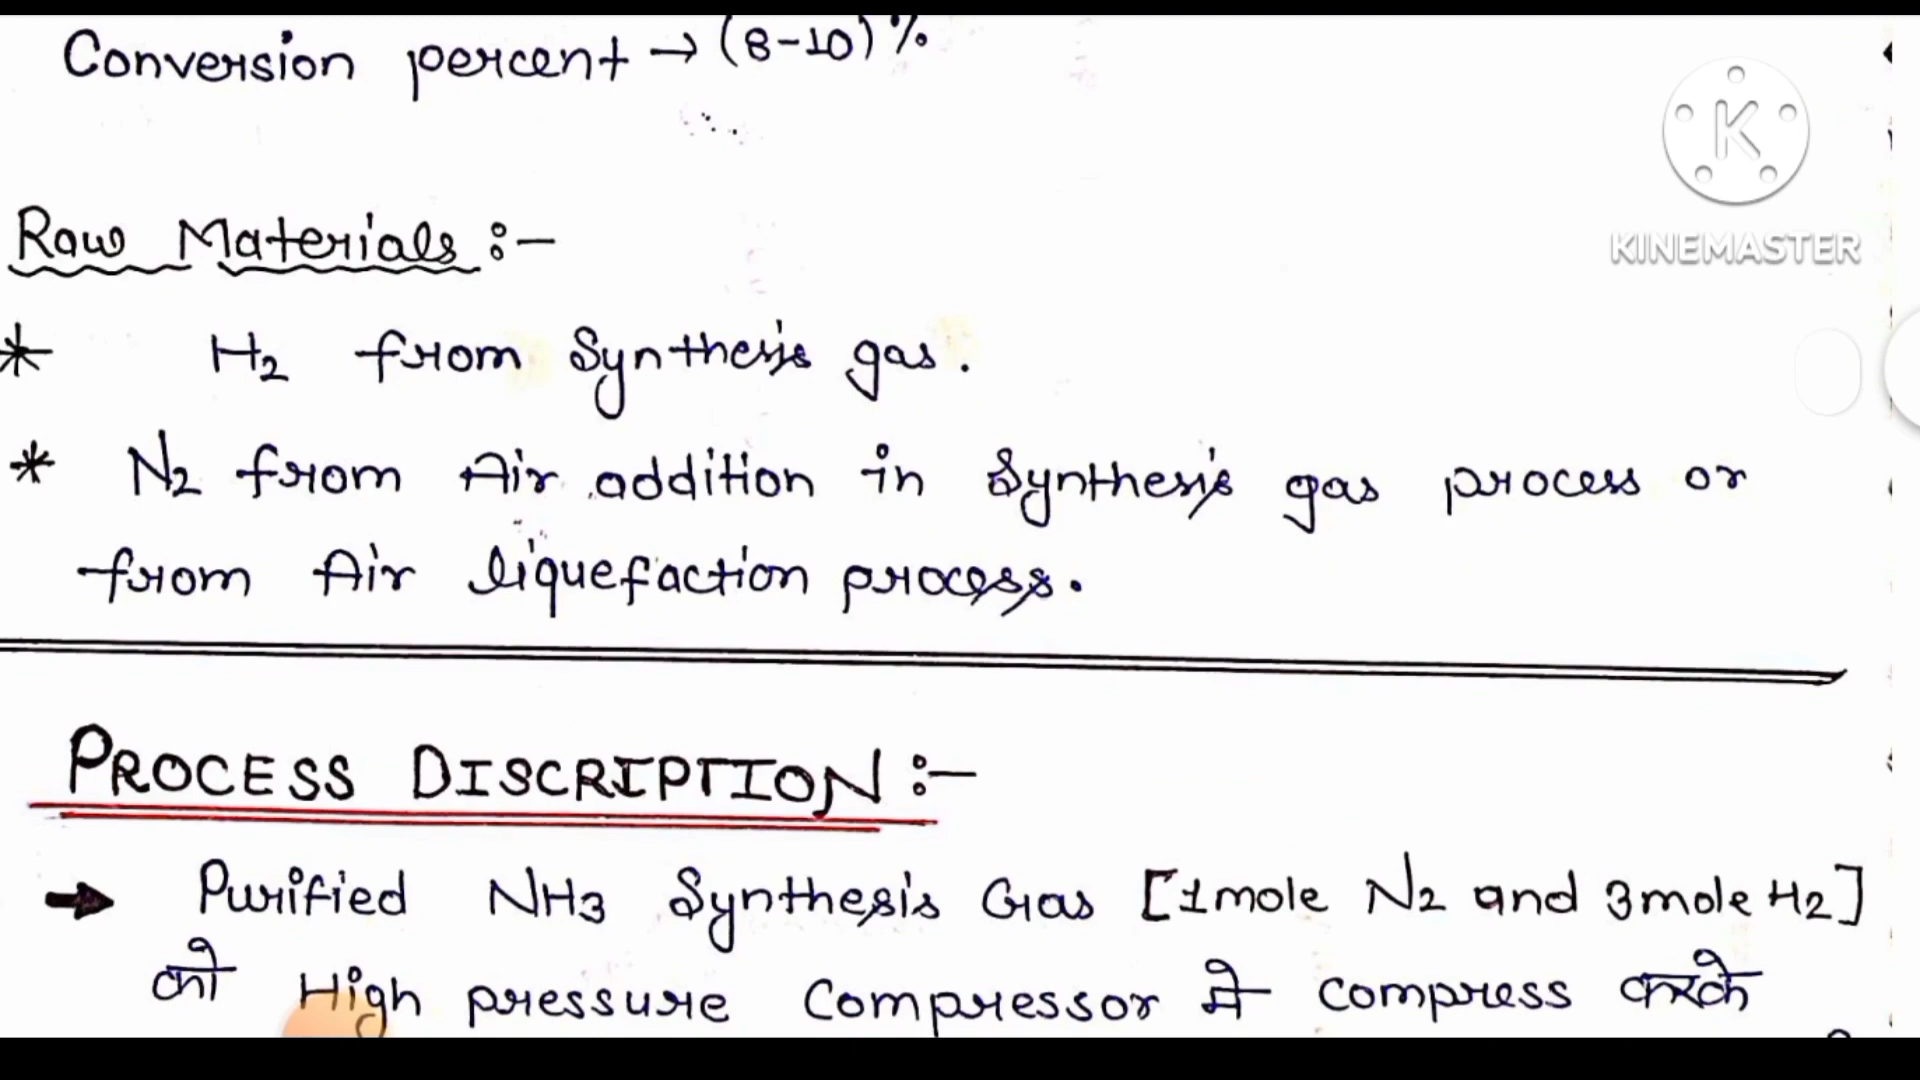 Conversion percent → (8-10)%
K
KINEMASTER
Raw Materials :-
* H2 from Synthesis gas.
* N2 from Air addition in Synthesis gas process or
from Air liquefaction process.
PROCESS DISCRIPTION :-
→ Purified NH3 Synthesis Gas [1mole N2 and 3mole H2]
को High pressure Compressor मे compress करके